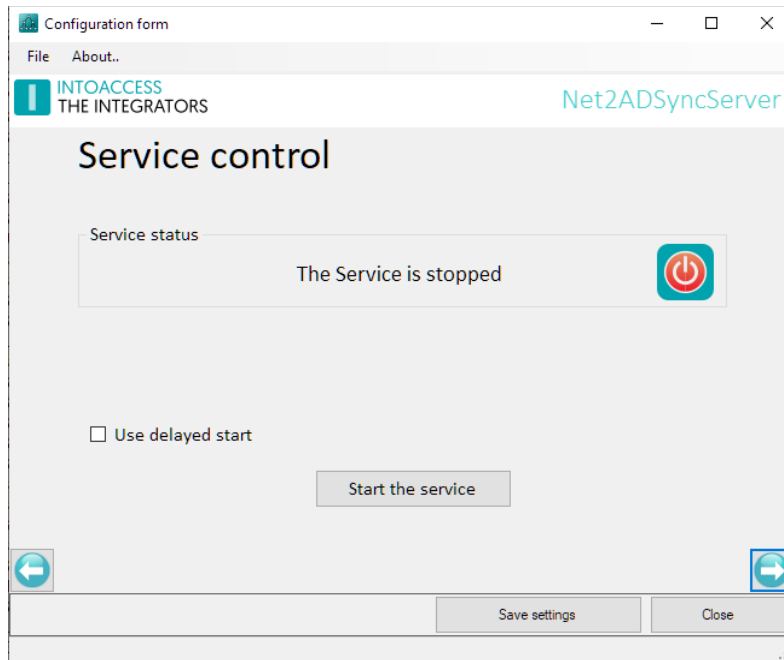 Configuration form
File About..
INTOACCESS
THE INTEGRATORS
Net2ADSyncServer
Service control
Service status
The Service is stopped
Use delayed start
Start the service
Save settings Close